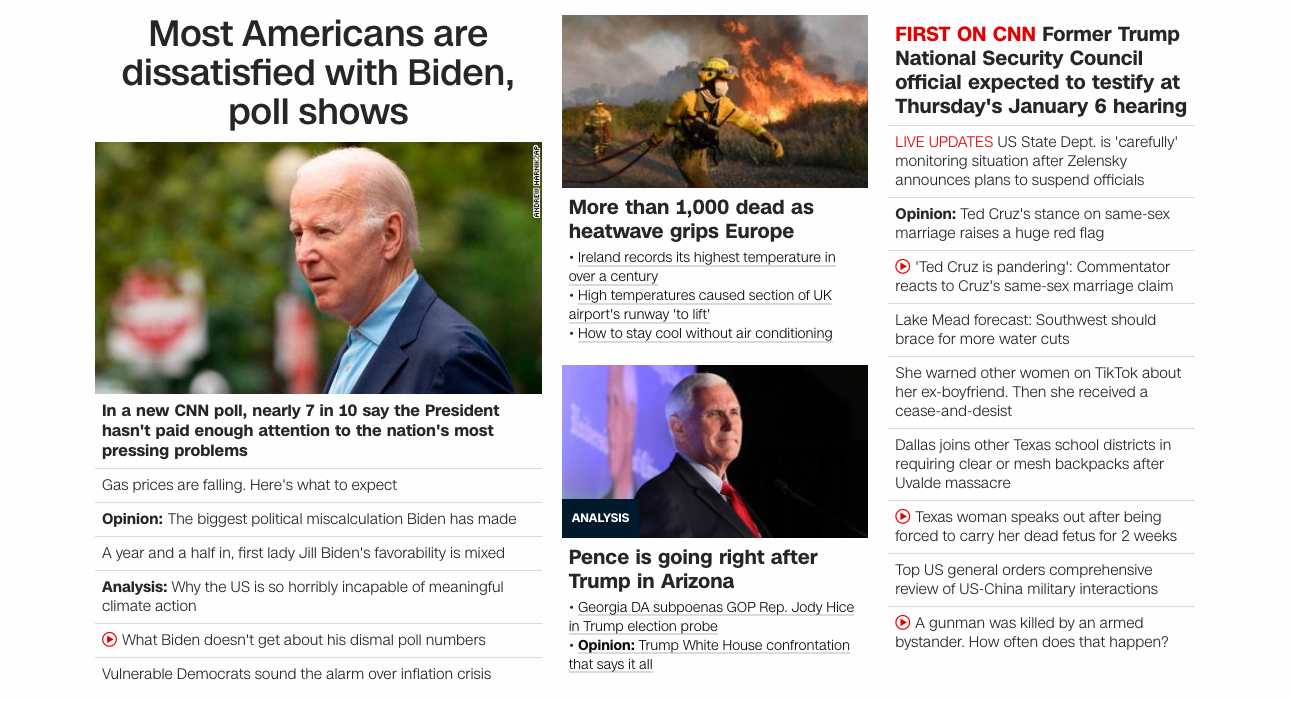 Most Americans are
dissatisfied with Biden,
poll shows
ANDREW HARNIK/AP
In a new CNN poll, nearly 7 in 10 say the President
hasn't paid enough attention to the nation's most
pressing problems
Gas prices are falling. Here's what to expect
Opinion: The biggest political miscalculation Biden has made
A year and a half in, first lady Jill Biden's favorability is mixed
Analysis: Why the US is so horribly incapable of meaningful
climate action
What Biden doesn't get about his dismal poll numbers
Vulnerable Democrats sound the alarm over inflation crisis
More than 1,000 dead as
heatwave grips Europe
• Ireland records its highest temperature in
over a century
• High temperatures caused section of UK
airport's runway 'to lift'
• How to stay cool without air conditioning
ANALYSIS
Pence is going right after
Trump in Arizona
• Georgia DA subpoenas GOP Rep. Jody Hice
in Trump election probe
• Opinion: Trump White House confrontation
that says it all
FIRST ON CNN Former Trump
National Security Council
official expected to testify at
Thursday's January 6 hearing
LIVE UPDATES US State Dept. is 'carefully'
monitoring situation after Zelensky
announces plans to suspend officials
Opinion: Ted Cruz's stance on same-sex
marriage raises a huge red flag
'Ted Cruz is pandering': Commentator
reacts to Cruz's same-sex marriage claim
Lake Mead forecast: Southwest should
brace for more water cuts
She warned other women on TikTok about
her ex-boyfriend. Then she received a
cease-and-desist
Dallas joins other Texas school districts in
requiring clear or mesh backpacks after
Uvalde massacre
Texas woman speaks out after being
forced to carry her dead fetus for 2 weeks
Top US general orders comprehensive
review of US-China military interactions
A gunman was killed by an armed
bystander. How often does that happen?